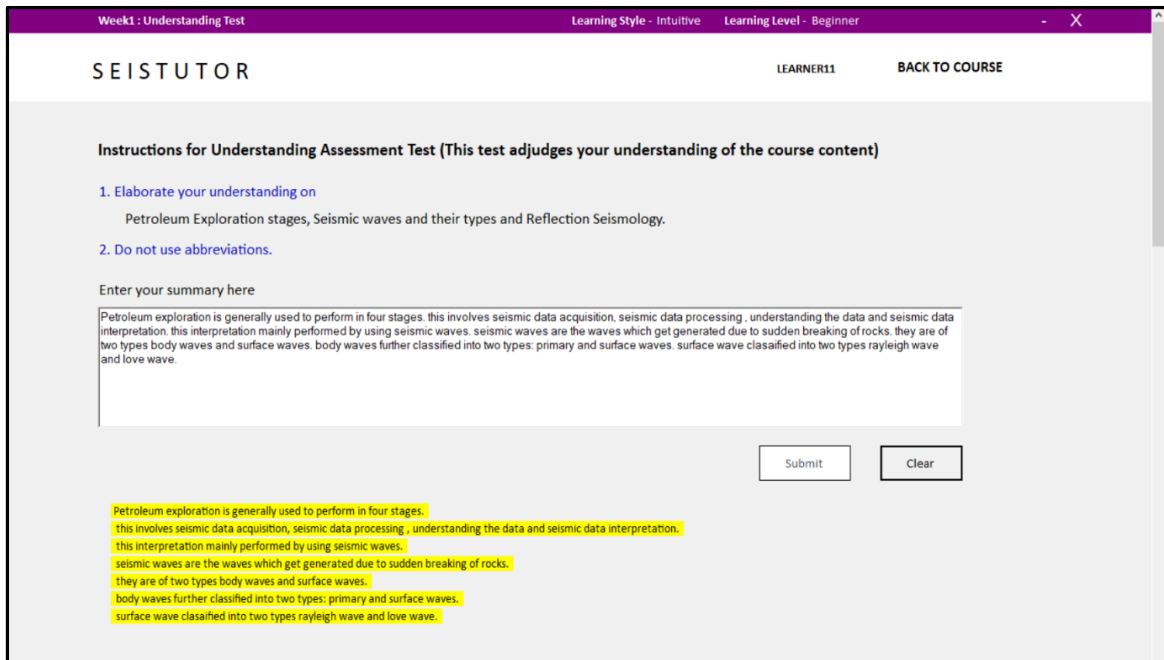 Week1 : Understanding Test Learning Style - Intuitive Learning Level - Beginner - X
SEISTUTOR LEARNER11 BACK TO COURSE
Instructions for Understanding Assessment Test (This test adjudges your understanding of the course content)
1. Elaborate your understanding on
Petroleum Exploration stages, Seismic waves and their types and Reflection Seismology.
2. Do not use abbreviations.
Enter your summary here
Petroleum exploration is generally used to perform in four stages. this involves seismic data acquisition, seismic data processing , understanding the data and seismic data
interpretation. this interpretation mainly performed by using seismic waves. seismic waves are the waves which get generated due to sudden breaking of rocks. they are of
two types body waves and surface waves. body waves further classified into two types: primary and surface waves. surface wave clasaified into two types rayleigh wave
and love wave.
Submit Clear
Petroleum exploration is generally used to perform in four stages.
this involves seismic data acquisition, seismic data processing , understanding the data and seismic data interpretation.
this interpretation mainly performed by using seismic waves.
seismic waves are the waves which get generated due to sudden breaking of rocks.
they are of two types body waves and surface waves.
body waves further classified into two types: primary and surface waves.
surface wave clasaified into two types rayleigh wave and love wave.